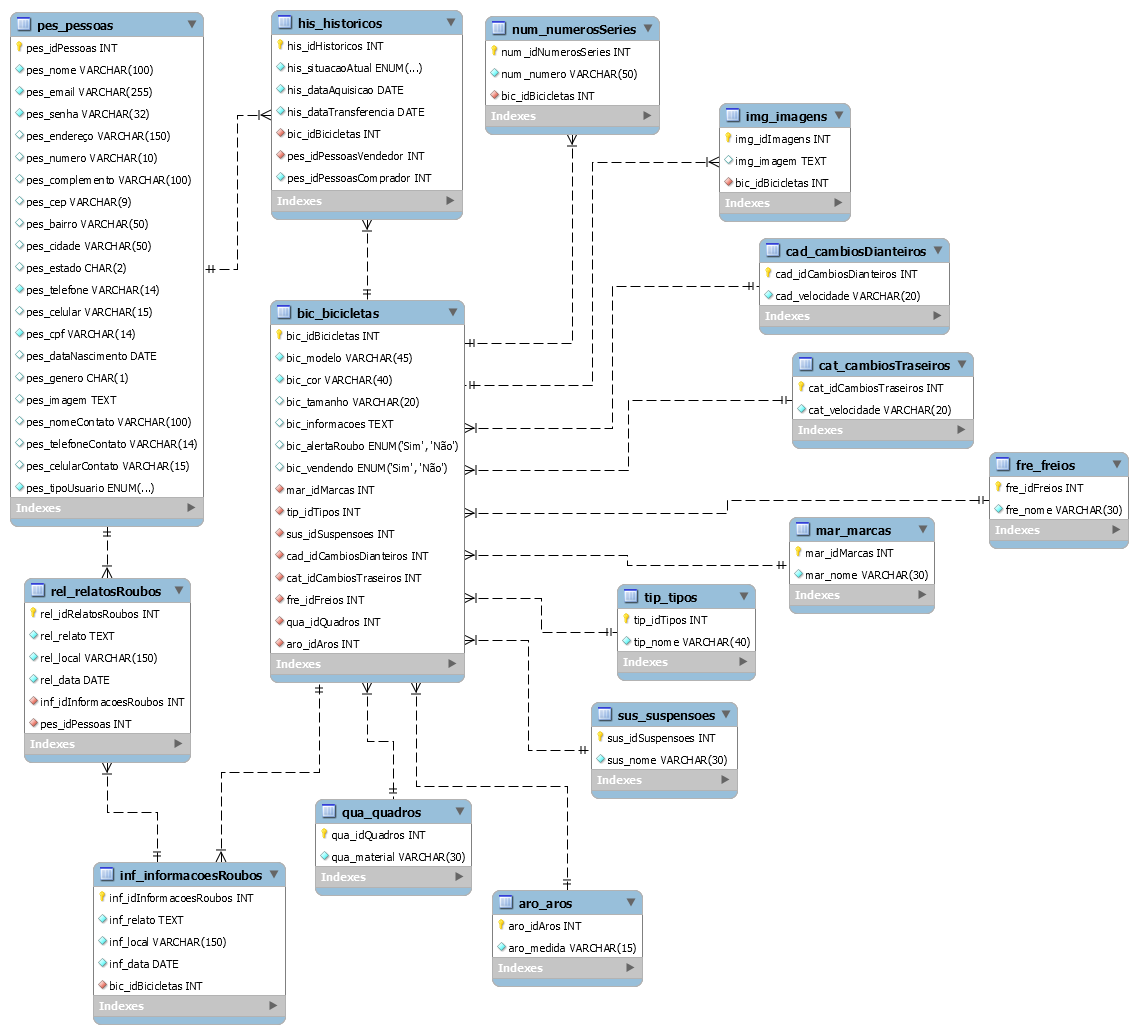 pes_pessoas
pes_idPessoas INT
pes_nome VARCHAR(100)
pes_email VARCHAR(255)
pes_senha VARCHAR(32)
pes_endereço VARCHAR(150)
pes_numero VARCHAR(10)
pes_complemento VARCHAR(100)
pes_cep VARCHAR(9)
pes_bairro VARCHAR(50)
pes_cidade VARCHAR(50)
pes_estado CHAR(2)
pes_telefone VARCHAR(14)
pes_celular VARCHAR(15)
pes_cpf VARCHAR(14)
pes_dataNascimento DATE
pes_genero CHAR(1)
pes_imagem TEXT
pes_nomeContato VARCHAR(100)
pes_telefoneContato VARCHAR(14)
pes_celularContato VARCHAR(15)
pes_tipoUsuario ENUM(...)
Indexes
his_historicos
his_idHistoricos INT
his_situacaoAtual ENUM(...)
his_dataAquisicao DATE
his_dataTransferencia DATE
bic_idBicicletas INT
pes_idPessoasVendedor INT
pes_idPessoasComprador INT
Indexes
num_numerosSeries
num_idNumerosSeries INT
num_numero VARCHAR(50)
bic_idBicicletas INT
Indexes
img_imagens
img_idImagens INT
img_imagem TEXT
bic_idBicicletas INT
Indexes
cad_cambiosDianteiros
cad_idCambiosDianteiros INT
cad_velocidade VARCHAR(20)
Indexes
bic_bicicletas
bic_idBicicletas INT
bic_modelo VARCHAR(45)
bic_cor VARCHAR(40)
bic_tamanho VARCHAR(20)
bic_informacoes TEXT
bic_alertaRoubo ENUM('Sim', 'Não')
bic_vendendo ENUM('Sim', 'Não')
mar_idMarcas INT
tip_idTipos INT
sus_idSuspensoes INT
cad_idCambiosDianteiros INT
cat_idCambiosTraseiros INT
fre_idFreios INT
qua_idQuadros INT
aro_idAros INT
Indexes
cat_cambiosTraseiros
cat_idCambiosTraseiros INT
cat_velocidade VARCHAR(20)
Indexes
fre_freios
fre_idFreios INT
fre_nome VARCHAR(30)
Indexes
mar_marcas
mar_idMarcas INT
mar_nome VARCHAR(30)
Indexes
tip_tipos
tip_idTipos INT
tip_nome VARCHAR(40)
Indexes
rel_relatosRoubos
rel_idRelatosRoubos INT
rel_relato TEXT
rel_local VARCHAR(150)
rel_data DATE
inf_idInformacoesRoubos INT
pes_idPessoas INT
Indexes
sus_suspensoes
sus_idSuspensoes INT
sus_nome VARCHAR(30)
Indexes
qua_quadros
qua_idQuadros INT
qua_material VARCHAR(30)
Indexes
inf_informacoesRoubos
inf_idInformacoesRoubos INT
inf_relato TEXT
inf_local VARCHAR(150)
inf_data DATE
bic_idBicicletas INT
Indexes
aro_aros
aro_idAros INT
aro_medida VARCHAR(15)
Indexes